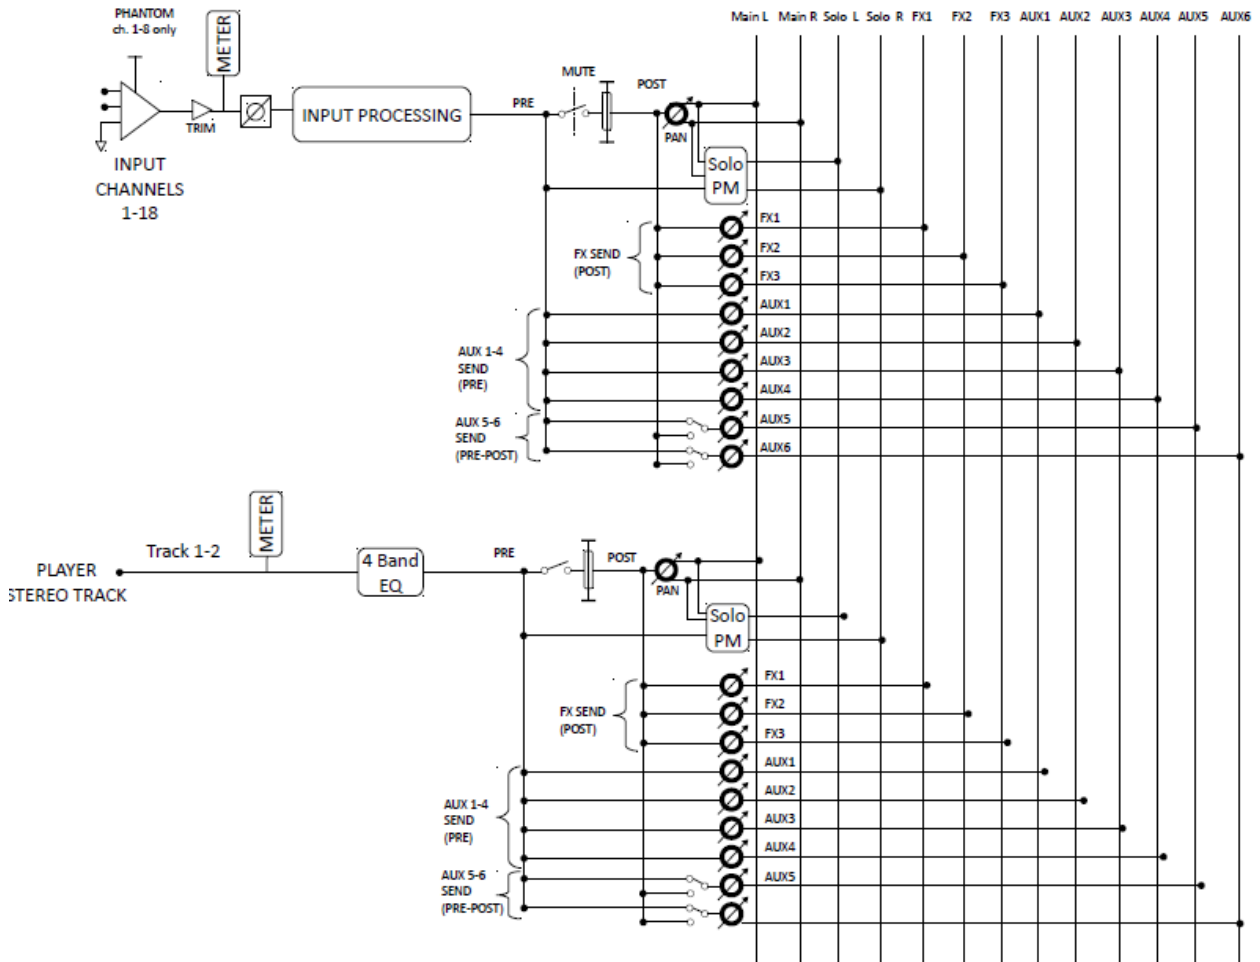 Main L Main R Solo L Solo R FX1 FX2 FX3 AUX1 AUX2 AUX3 AUX4 AUX5 AUX6
PHANTOM
ch. 1-8 only
METER
MUTE
POST
PRE
INPUT PROCESSING
TRIM
PAN
INPUT
CHANNELS
1-18
Solo
PM
FX1
FX SEND
(POST)
FX2
FX3
AUX1
AUX2
AUX 1-4
SEND
(PRE)
AUX3
AUX4
AUX 5-6
SEND
(PRE-POST)
AUX5
AUX6
METER
Track 1-2
PLAYER
STEREO TRACK
4 Band
EQ
PRE
POST
PAN
Solo
PM
FX1
FX SEND
(POST)
FX2
FX3
AUX1
AUX2
AUX 1-4
SEND
(PRE)
AUX3
AUX4
AUX 5-6
SEND
(PRE-POST)
AUX5